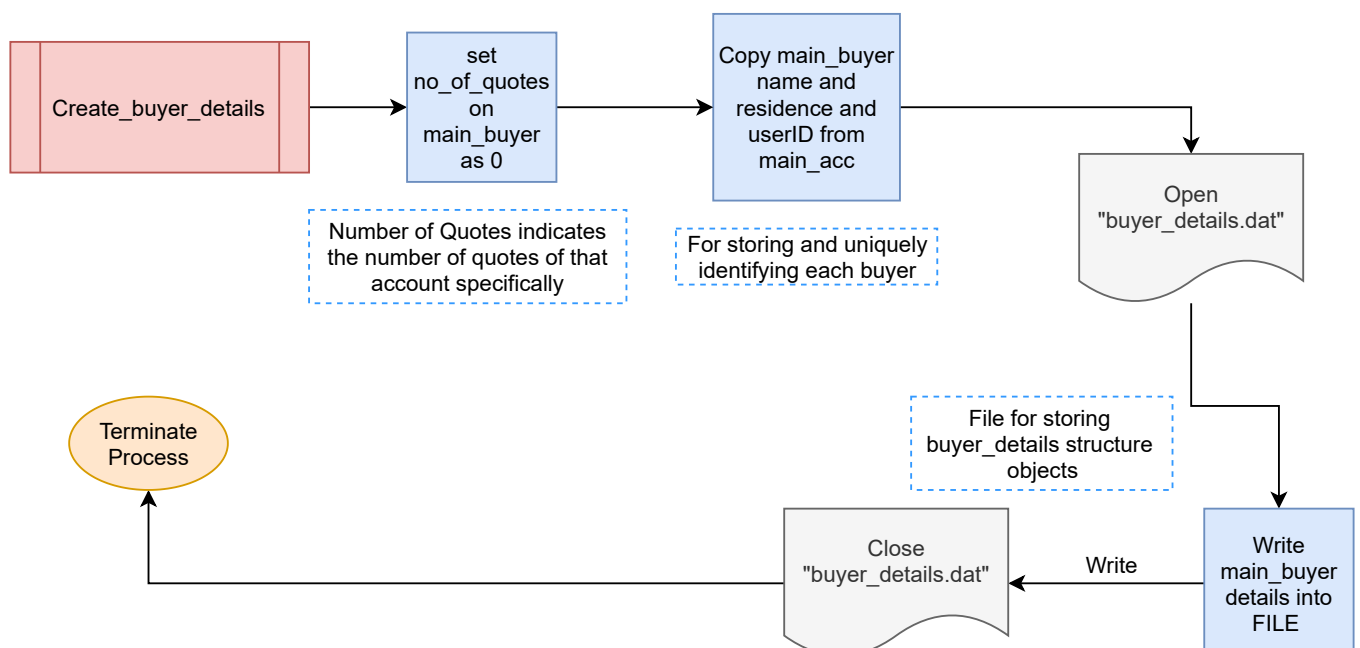 Create_buyer_details
set
no_of_quotes
on
main_buyer
as 0
Copy main_buyer
name and
residence and
userID from
main_acc
Open
"buyer_details.dat"
Number of Quotes indicates
the number of quotes of that
account specifically
For storing and uniquely
identifying each buyer
File for storing
buyer_details structure
objects
Write
main_buyer
details into
FILE
Write
Close
"buyer_details.dat"
Terminate
Process